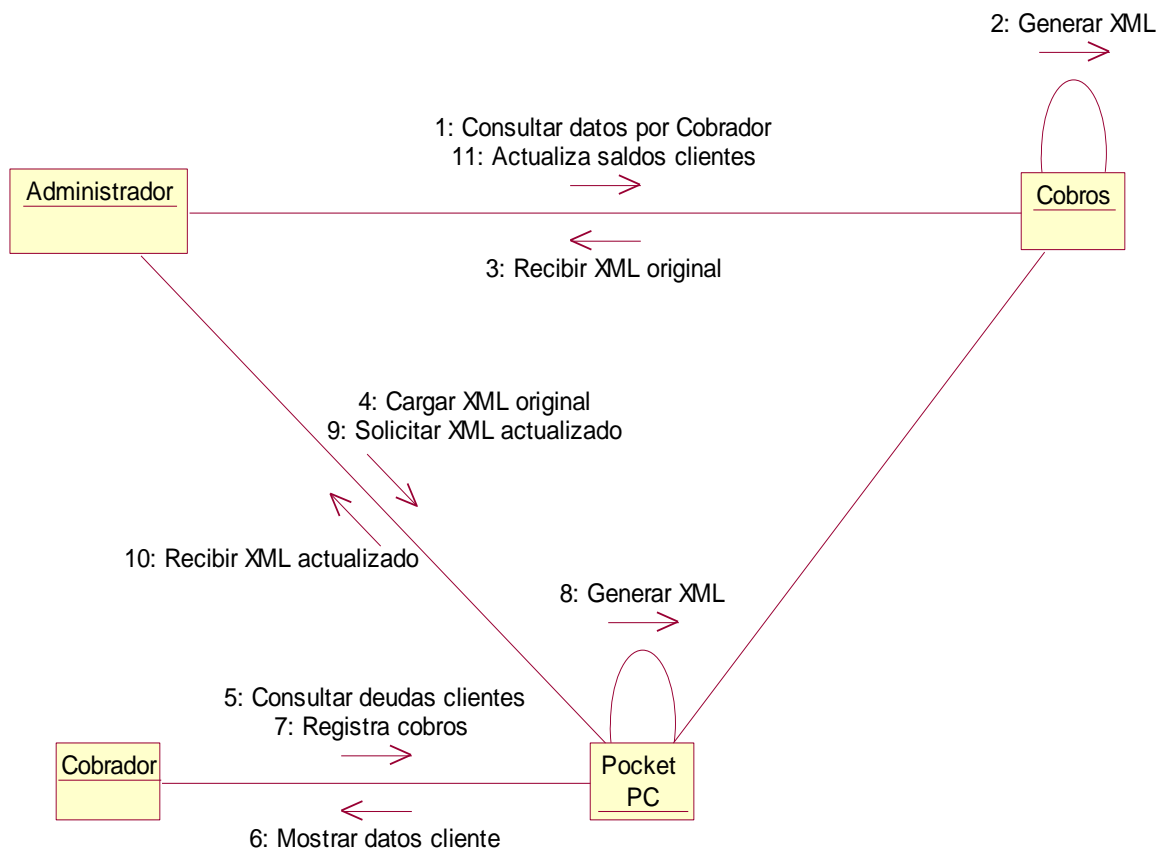 2: Generar XML
1: Consultar datos por Cobrador
11: Actualiza saldos clientes
Administrador
Cobros
3: Recibir XML original
4: Cargar XML original
9: Solicitar XML actualizado
10: Recibir XML actualizado
8: Generar XML
5: Consultar deudas clientes
7: Registra cobros
Cobrador
Pocket
PC
6: Mostrar datos cliente